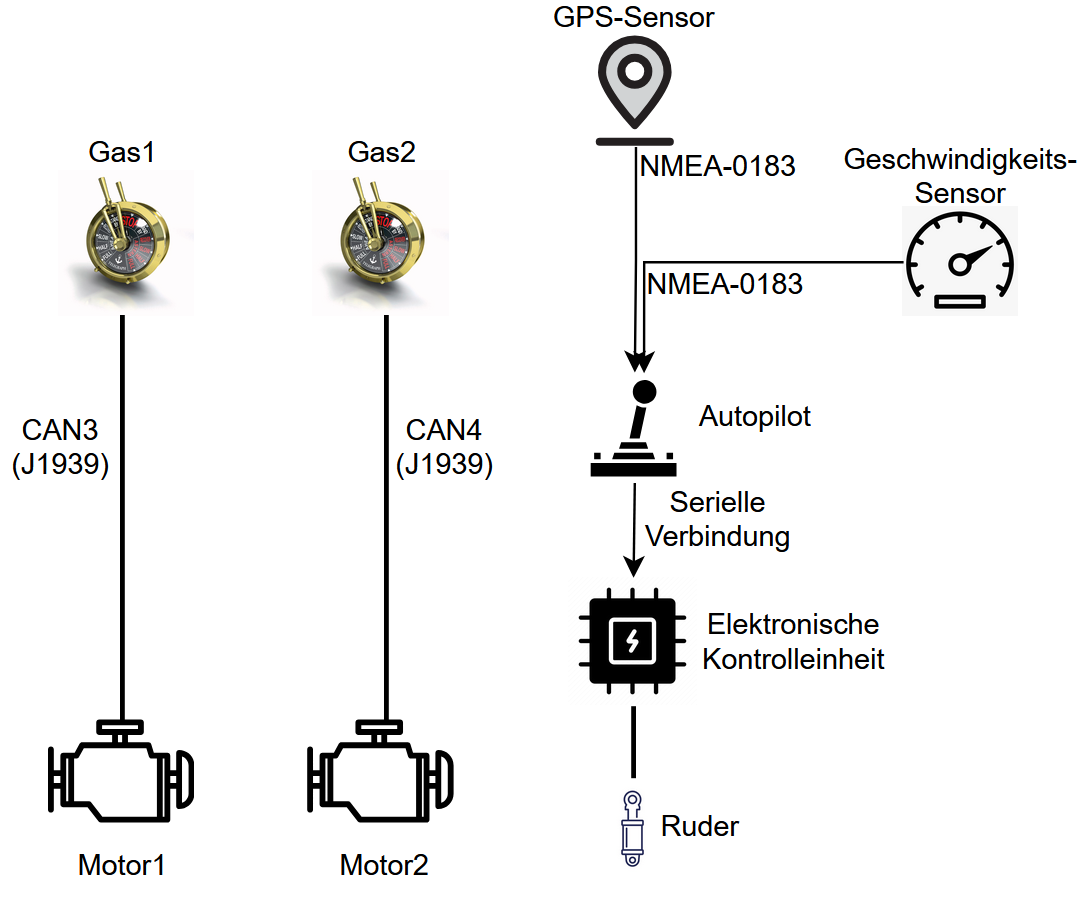 GPS-Sensor
Gas1
Gas2
NMEA-0183
Geschwindigkeits-
Sensor
NMEA-0183
CAN3
(J1939)
CAN4
(J1939)
Autopilot
Serielle
Verbindung
Elektronische
Kontrolleinheit
Ruder
Motor1
Motor2